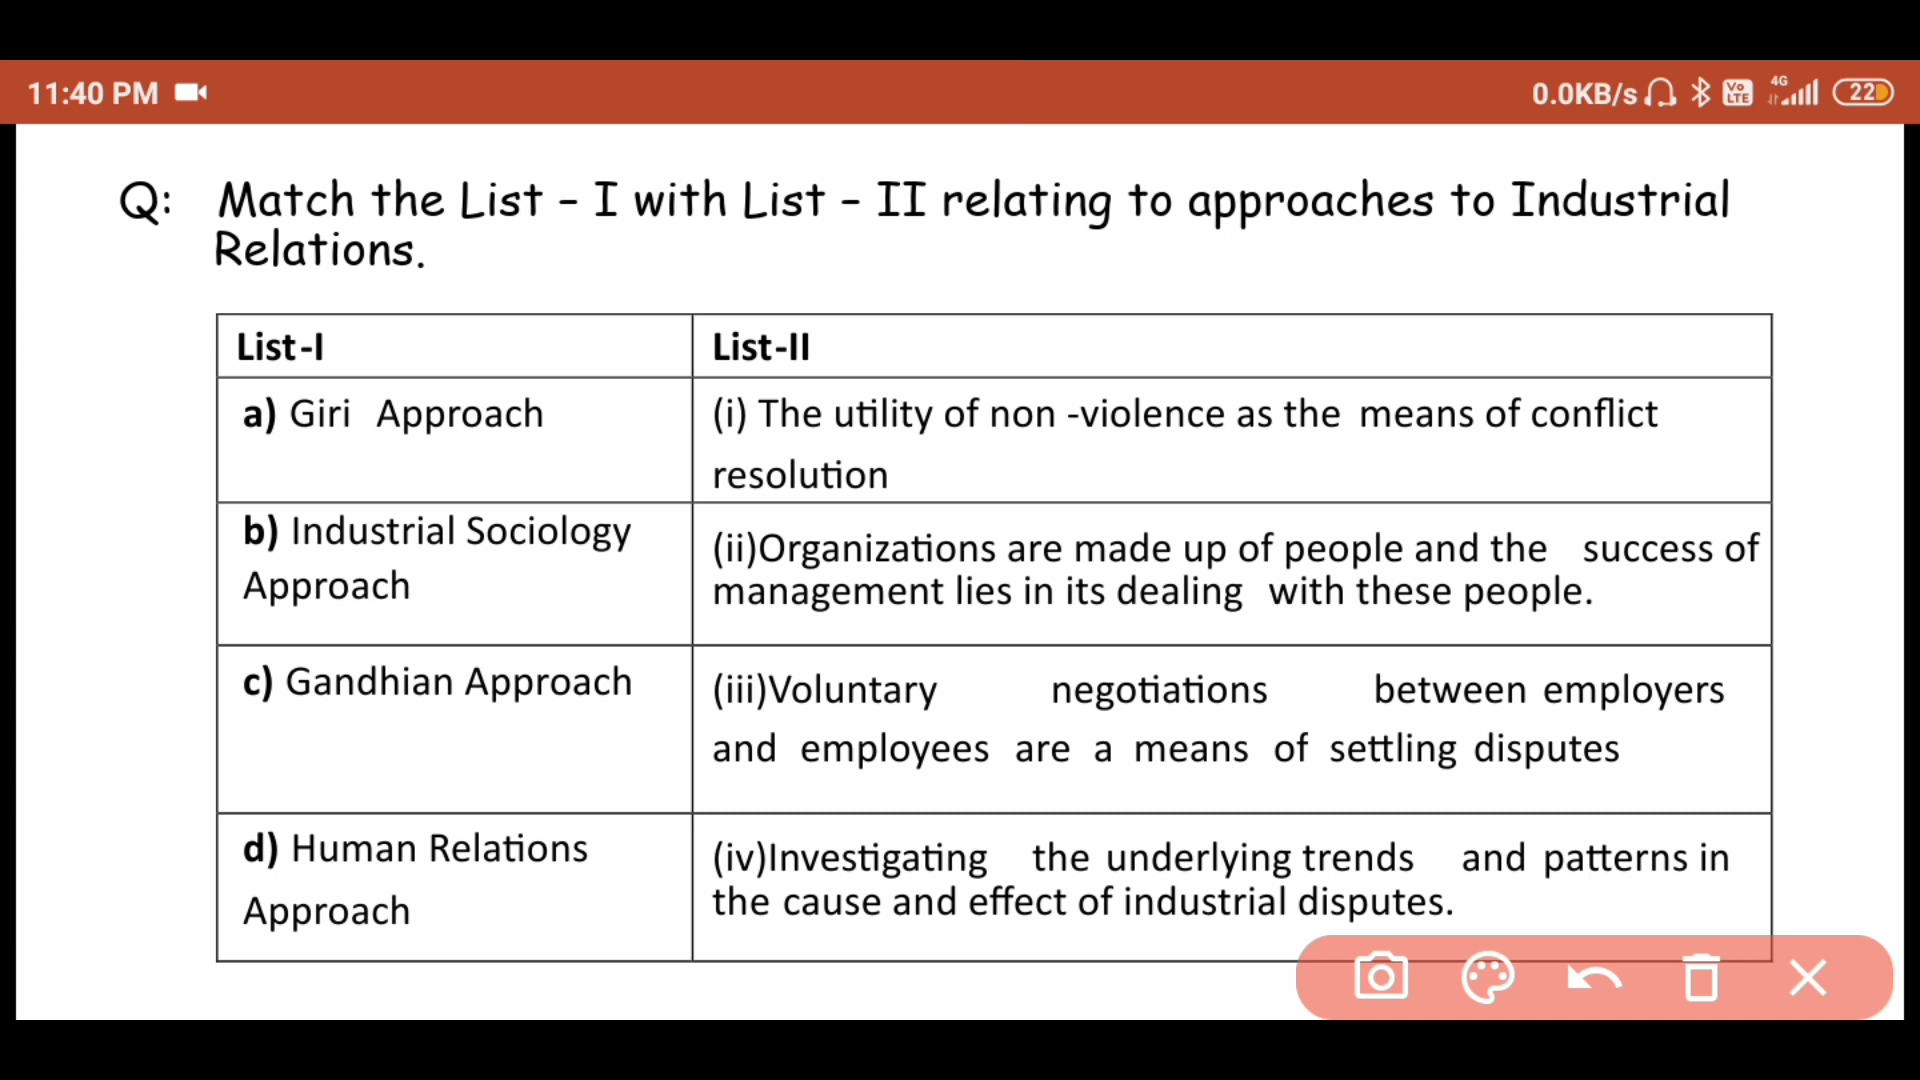 11:40 PM 0.0KB/s Vo LTE 4G 22
Q: Match the List – I with List – II relating to approaches to Industrial
Relations.
List-I List-II
a) Giri Approach (i) The utility of non -violence as the means of conflict
resolution
b) Industrial Sociology
Approach
(ii)Organizations are made up of people and the success of
management lies in its dealing with these people.
c) Gandhian Approach (iii)Voluntary negotiations between employers
and employees are a means of settling disputes
d) Human Relations
Approach
(iv)Investigating the underlying trends and patterns in
the cause and effect of industrial disputes.